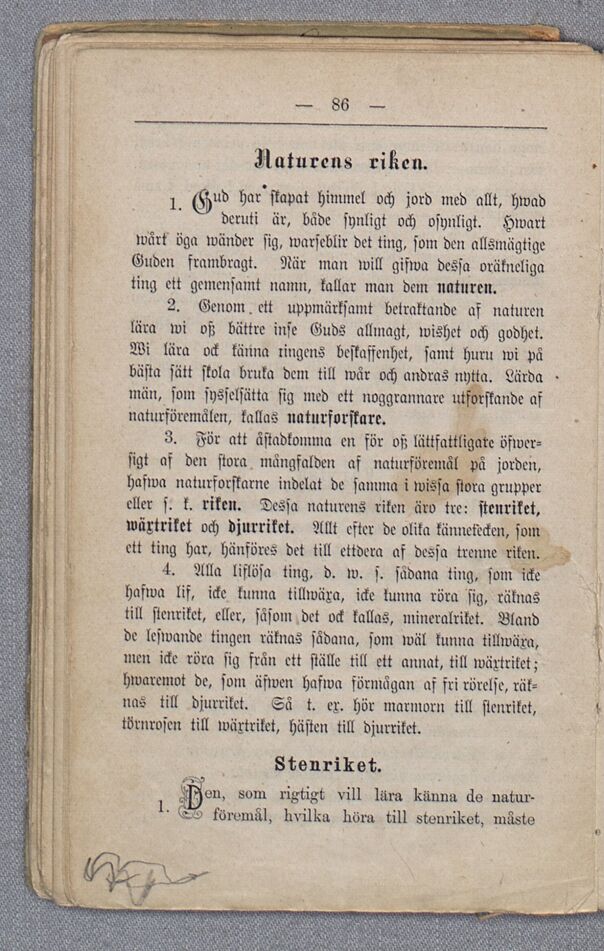 — 86 —
Naturens riken.
1. Gud har skapat himmel och jord med allt, hwad
deruti är, både synligt och osynligt. Hwart
wårt öga wänder sig, warseblir det ting, som den allsmägtige
Guden frambragt. När man will gifwa dessa oräkneliga
ting ett gemensamt namn, kallar man dem naturen.
2. Genom ett uppmärksamt betraktande af naturen
lära wi oß bättre inse Guds allmagt, wishet och godhet.
Wi lära ock känna tingens beskaffenhet, samt huru wi på
bästa sätt skola bruka dem till wår och andras nytta. Lärda
män, som sysselsätta sig med ett noggrannare utforskande af
naturföremålen, kallas naturforskare.
3. För att åstadkomma en för oß lättfattligare öfwer-
sigt af den stora mångfalden af naturföremål på jorden,
hafwa naturforskarne indelat de samma i wissa stora grupper
eller s. k. riken. Dessa naturens riken äro tre: stenriket,
wäxtriket och djurriket. Allt efter de olika kännetecken, som
ett ting har, hänföres det till ettdera af dessa trenne riken.
4. Alla liflösa ting, d. w. s. sådana ting, som icke
hafwa lif, icke kunna tillwäxa, icke kunna röra sig, räknas
till stenriket, eller, såsom det ock kallas, mineralriket. Bland
de lefwande tingen räknas sådana, som wäl kunna tillwäxa,
men icke röra sig från ett ställe till ett annat, till wäxtriket;
hwaremot de, som äfwen hafwa förmågan af fri rörelse, räk-
nas till djurriket. Så t. ex. hör marmorn till stenriket,
törnrosen till wäxtriket, hästen till djurriket.
Stenriket.
1. Den, som rigtigt vill lära känna de natur-
föremål, hvilka höra till stenriket, måste